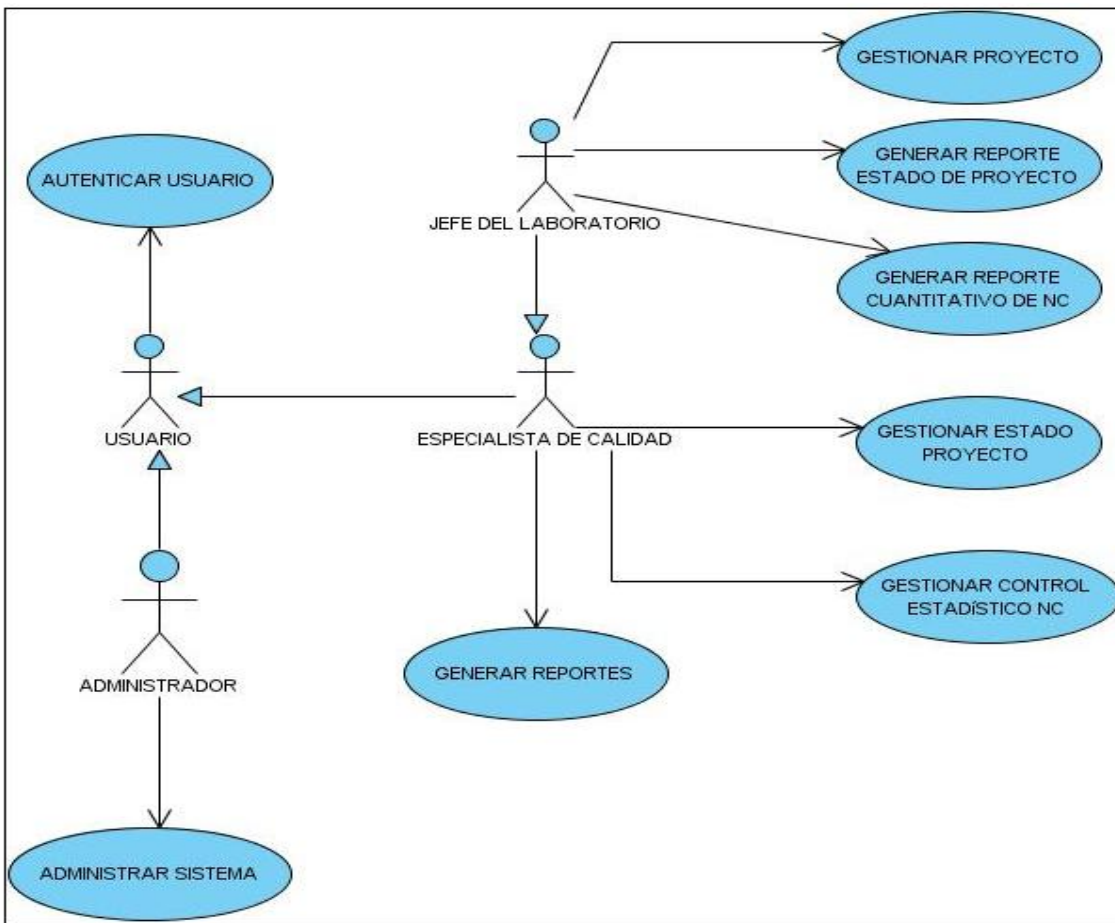 GESTIONAR PROYECTO
GENERAR REPORTE
ESTADO DE PROYECTO
AUTENTICAR USUARIO
JEFE DEL LABORATORIO
GENERAR REPORTE
CUANTITATIVO DE NC
USUARIO
ESPECIALISTA DE CALIDAD
GESTIONAR ESTADO
PROYECTO
GESTIONAR CONTROL
ESTADíSTICO NC
GENERAR REPORTES
ADMINISTRADOR
ADMINISTRAR SISTEMA